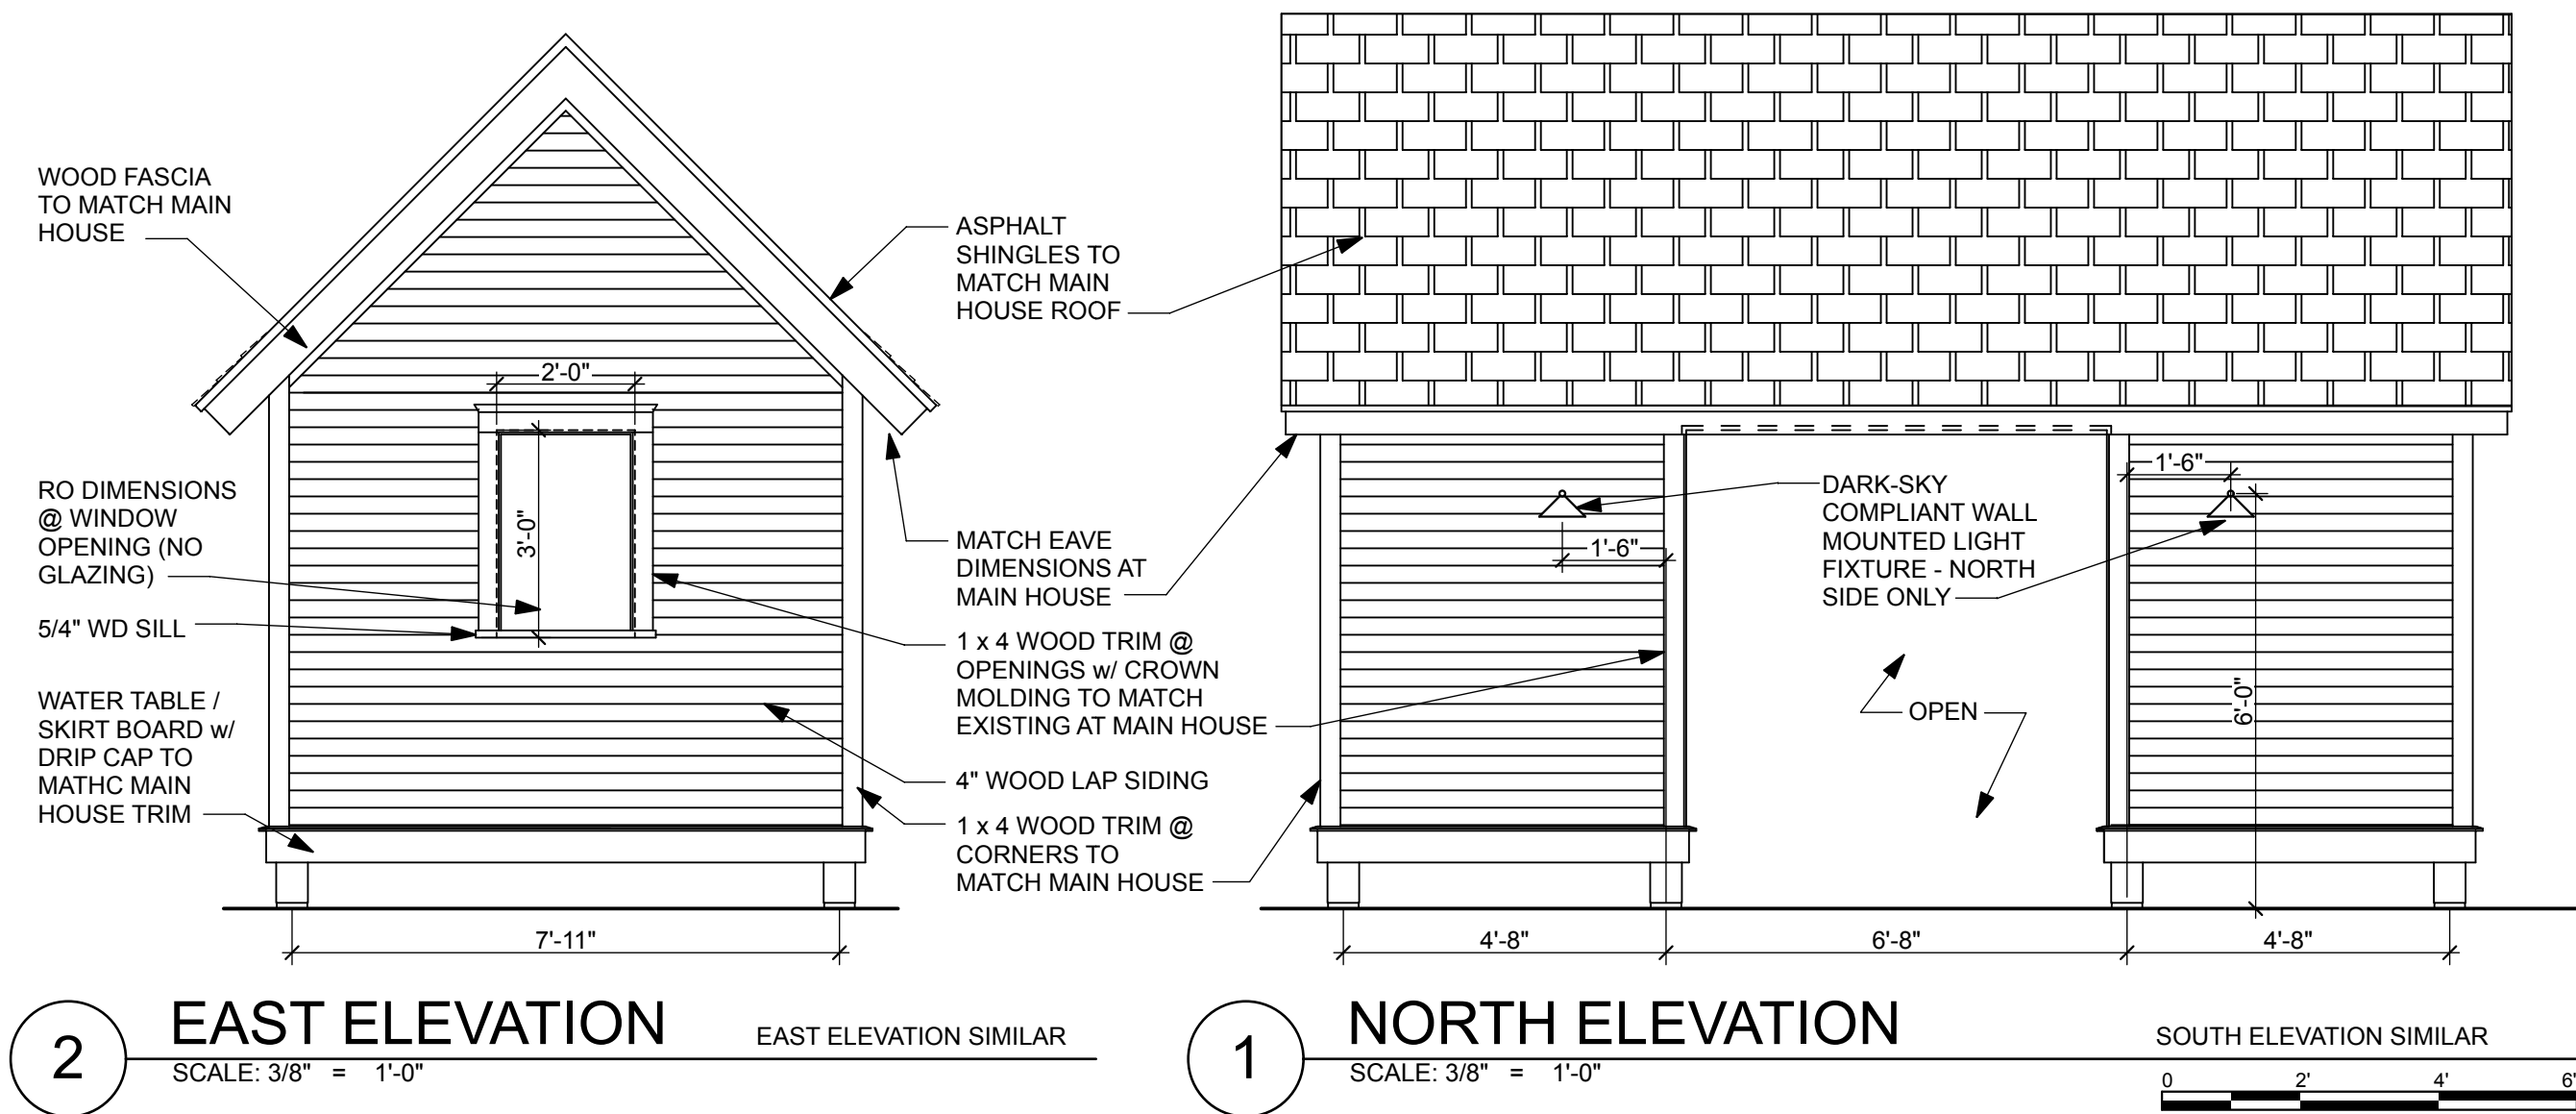 WOOD FASCIA
TO MATCH MAIN
HOUSE
RO DIMENSIONS
@ WINDOW
OPENING (NO
GLAZING)
5/4" WD SILL
WATER TABLE /
SKIRT BOARD w/
DRIP CAP TO
MATHC MAIN
HOUSE TRIM
2'-0"
3'-0"
7'-11"
ASPHALT
SHINGLES TO
MATCH MAIN
HOUSE ROOF
MATCH EAVE
DIMENSIONS AT
MAIN HOUSE
1 x 4 WOOD TRIM @
OPENINGS w/ CROWN
MOLDING TO MATCH
EXISTING AT MAIN HOUSE
4" WOOD LAP SIDING
1 x 4 WOOD TRIM @
CORNERS TO
MATCH MAIN HOUSE
1'-6"
DARK-SKY
COMPLIANT WALL
MOUNTED LIGHT
FIXTURE - NORTH
SIDE ONLY
1'-6"
OPEN
6'-0"
4'-8"
6'-8"
4'-8"
2
EAST ELEVATION
EAST ELEVATION SIMILAR
SCALE: 3/8" = 1'-0"
1
NORTH ELEVATION
SOUTH ELEVATION SIMILAR
SCALE: 3/8" = 1'-0"
0 2' 4' 6'